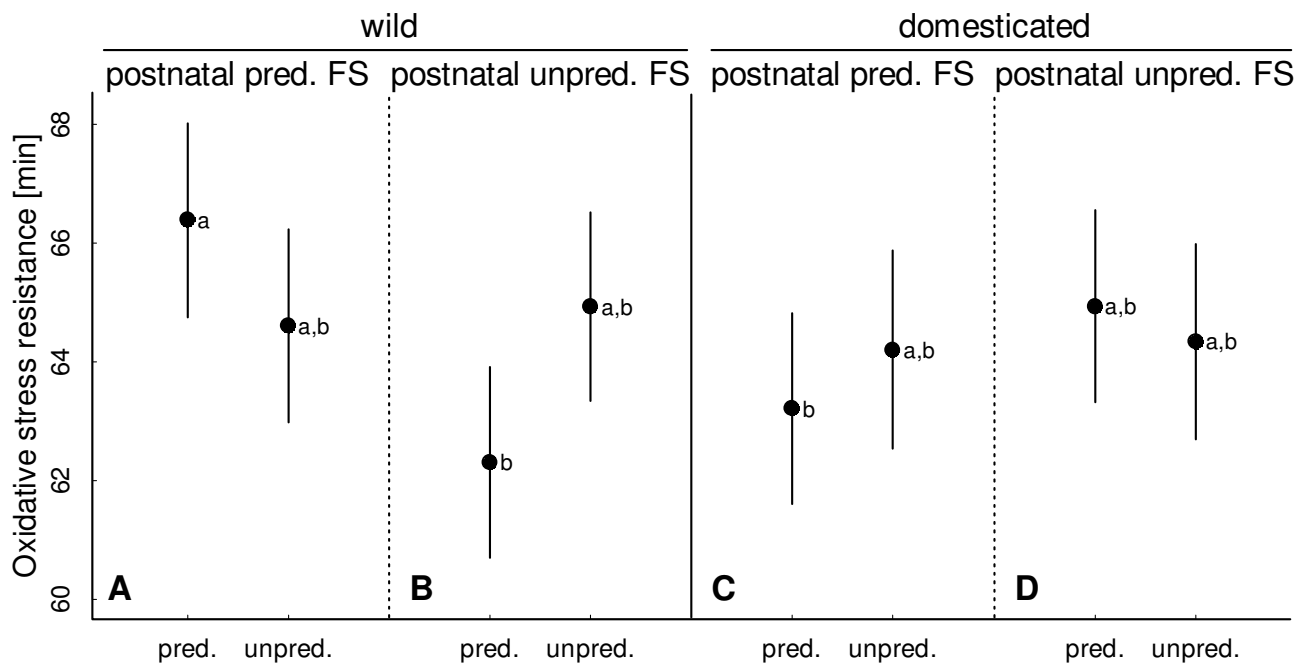 wild domesticated
postnatal pred. FS postnatal unpred. FS postnatal pred. FS postnatal unpred. FS
Oxidative stress resistance [min]
68
66
64
62
60
a
a,b
b
a,b
b
a,b
a,b
a,b
A B C D
pred. unpred. pred. unpred. pred. unpred. pred. unpred.